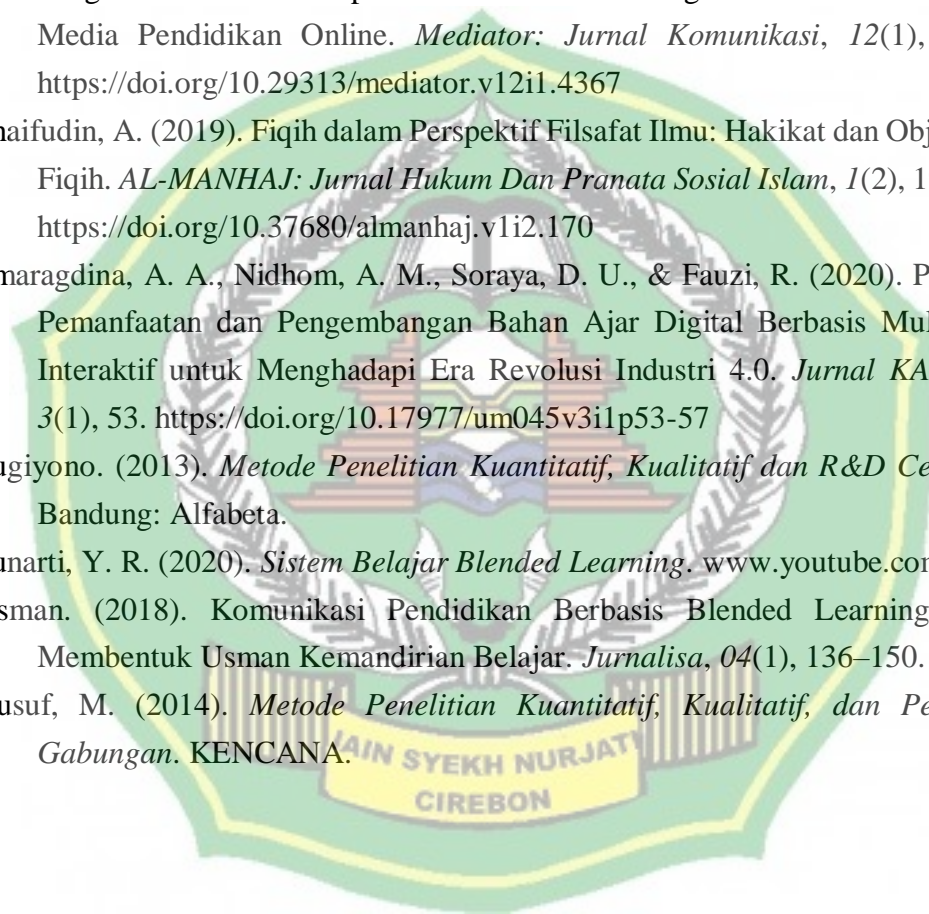 Media Pendidikan Online. Mediator: Jurnal Komunikasi, 12(1),
https://doi.org/10.29313/mediator.v12i1.4367
naifudin, A. (2019). Fiqih dalam Perspektif Filsafat Ilmu: Hakikat dan Obj
Fiqih. AL-MANHAJ: Jurnal Hukum Dan Pranata Sosial Islam, 1(2), 1
https://doi.org/10.37680/almanhaj.v1i2.170
maragdina, A. A., Nidhom, A. M., Soraya, D. U., & Fauzi, R. (2020). P
Pemanfaatan dan Pengembangan Bahan Ajar Digital Berbasis Mul
Interaktif untuk Menghadapi Era Revolusi Industri 4.0. Jurnal KA
3(1), 53. https://doi.org/10.17977/um045v3i1p53-57
ugiyono. (2013). Metode Penelitian Kuantitatif, Kualitatif dan R&D Ce
Bandung: Alfabeta.
unarti, Y. R. (2020). Sistem Belajar Blended Learning. www.youtube.con
sman. (2018). Komunikasi Pendidikan Berbasis Blended Learning
Membentuk Usman Kemandirian Belajar. Jurnalisa, 04(1), 136–150.
usuf, M. (2014). Metode Penelitian Kuantitatif, Kualitatif, dan Pe
Gabungan. KENCANA.
IAIN SYEKH NURJATI
CIREBON